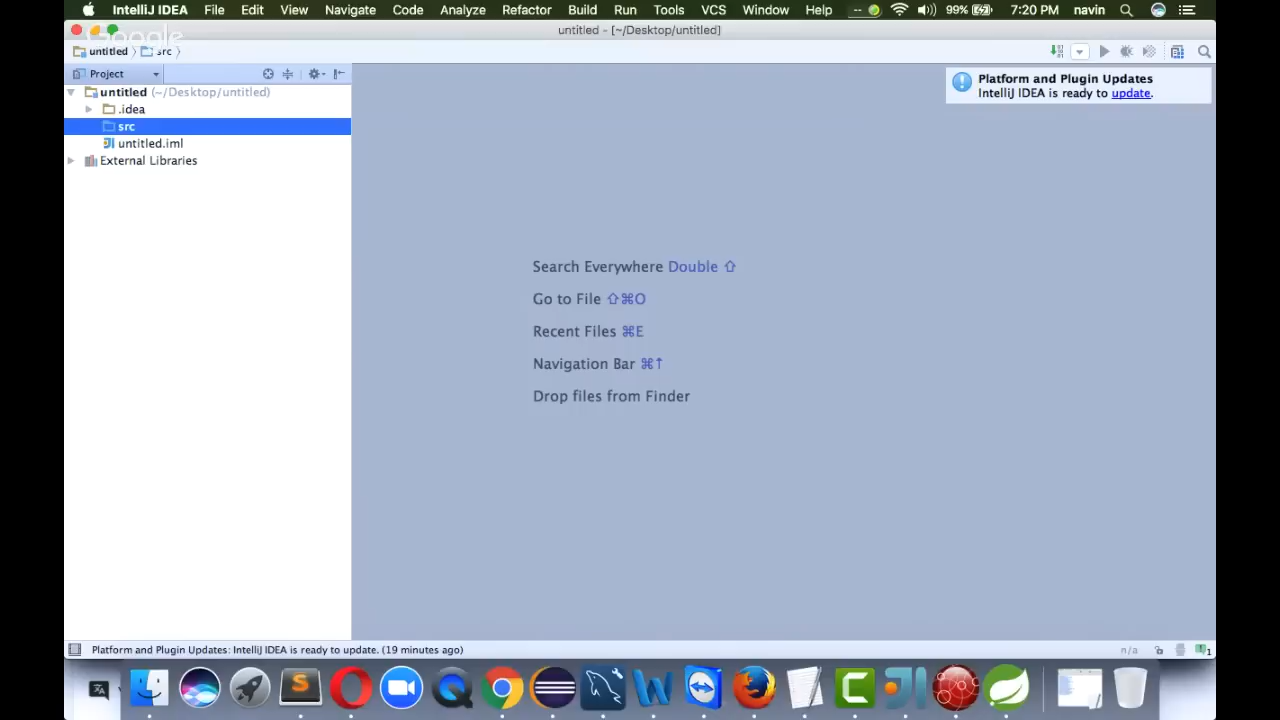 IntelliJ IDEA File Edit View Navigate Code Analyze Refactor Build Run Tools VCS Window Help -- 99% 7:20 PM navin
untitled - [~/Desktop/untitled]
Google
untitled src
Project
untitled (~/Desktop/untitled)
.idea
src
untitled.iml
External Libraries
Platform and Plugin Updates
IntelliJ IDEA is ready to update.
Search Everywhere Double ⇧
Go to File ⇧⌘O
Recent Files ⌘E
Navigation Bar ⌘↑
Drop files from Finder
Platform and Plugin Updates: IntelliJ IDEA is ready to update. (19 minutes ago) n/a 1